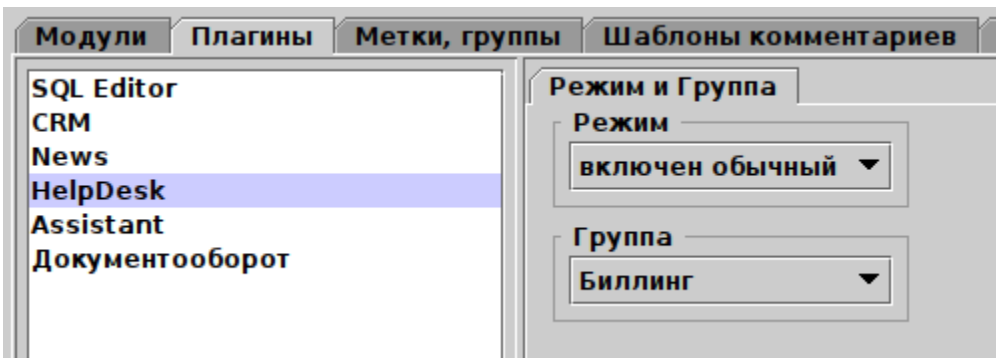 Модули Плагины Метки, группы Шаблоны комментариев
SQL Editor
CRM
News
HelpDesk
Assistant
Документооборот
Режим и Группа
Режим
включен обычный
Группа
Биллинг